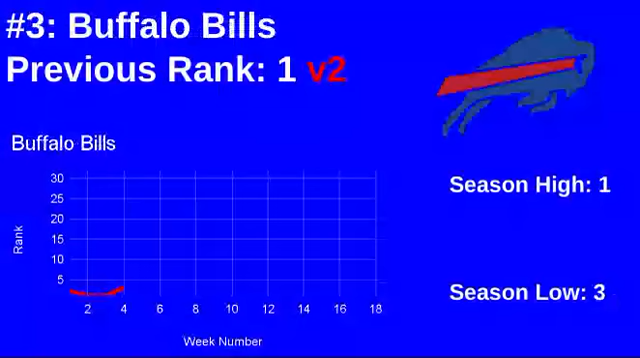 #3: Buffalo Bills
Previous Rank: 1 v2
Buffalo Bills
Season High: 1
Season Low: 3
Rank
30
25
20
15
10
5
2 4 6 8 10 12 14 16 18
Week Number